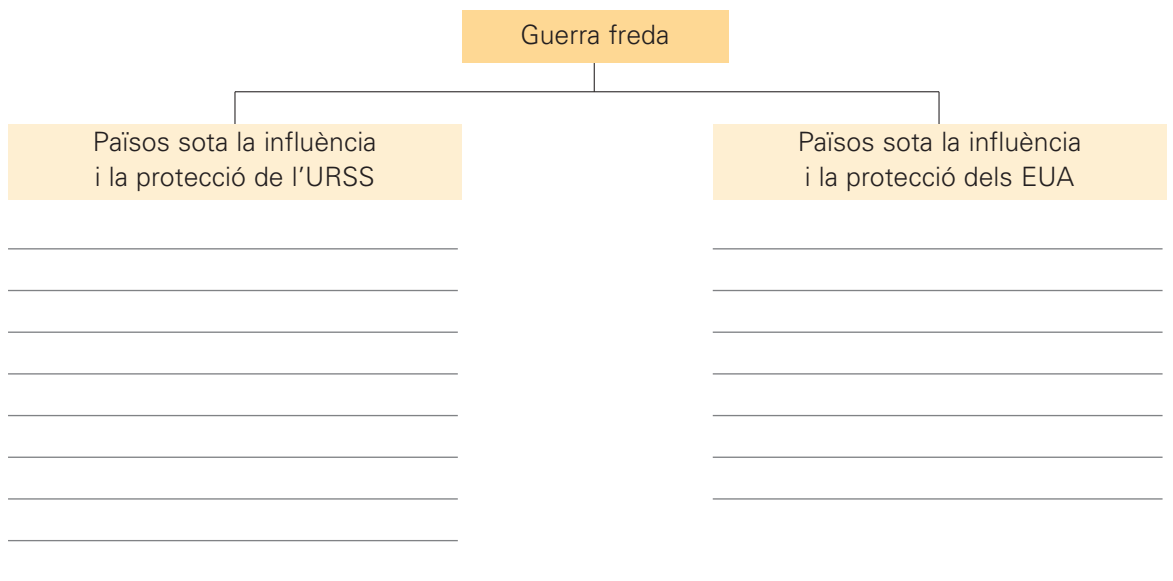 Guerra freda
Països sota la influència
i la protecció de l’URSS
Països sota la influència
i la protecció dels EUA